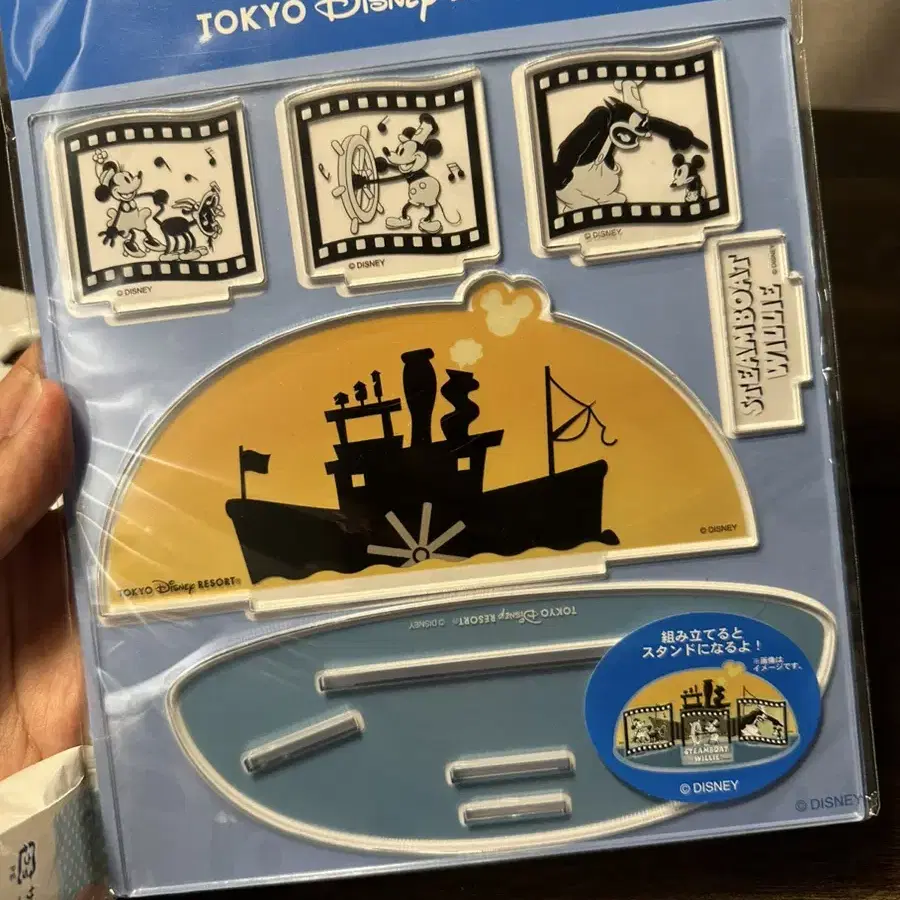 TOKYO Disney
© DISNEY
© DISNEY
© DISNEY
STEAMBOAT
WILLIE
© DISNEY
© DISNEY
TOKYO Disney RESORT®
TOKYO Disney RESORT® © DISNEY
組み立てると
スタンドになるよ!
※画像は
イメージです。
STEAMBOAT
WILLIE
© DISNEY
© DISNEY
PE